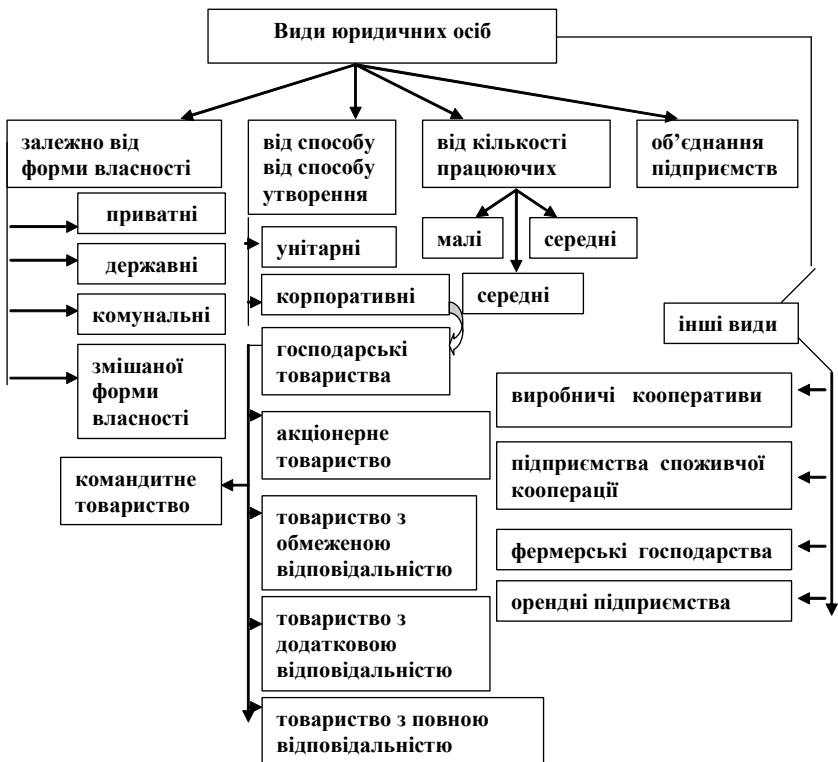 Види юридичних осіб
залежно від
форми власності
приватні
державні
комунальні
змішаної
форми
власності
від способу
від способу
утворення
унітарні
корпоративні
господарські
товариства
акціонерне
товариство
командитне
товариство
товариство з
обмеженою
відповідальністю
товариство з
додатковою
відповідальністю
товариство з повною
відповідальністю
від кількості
працюючих
малі
середні
середні
об’єднання
підприємств
інші види
виробничі кооперативи
підприємства споживчої
кооперації
фермерські господарства
орендні підприємства